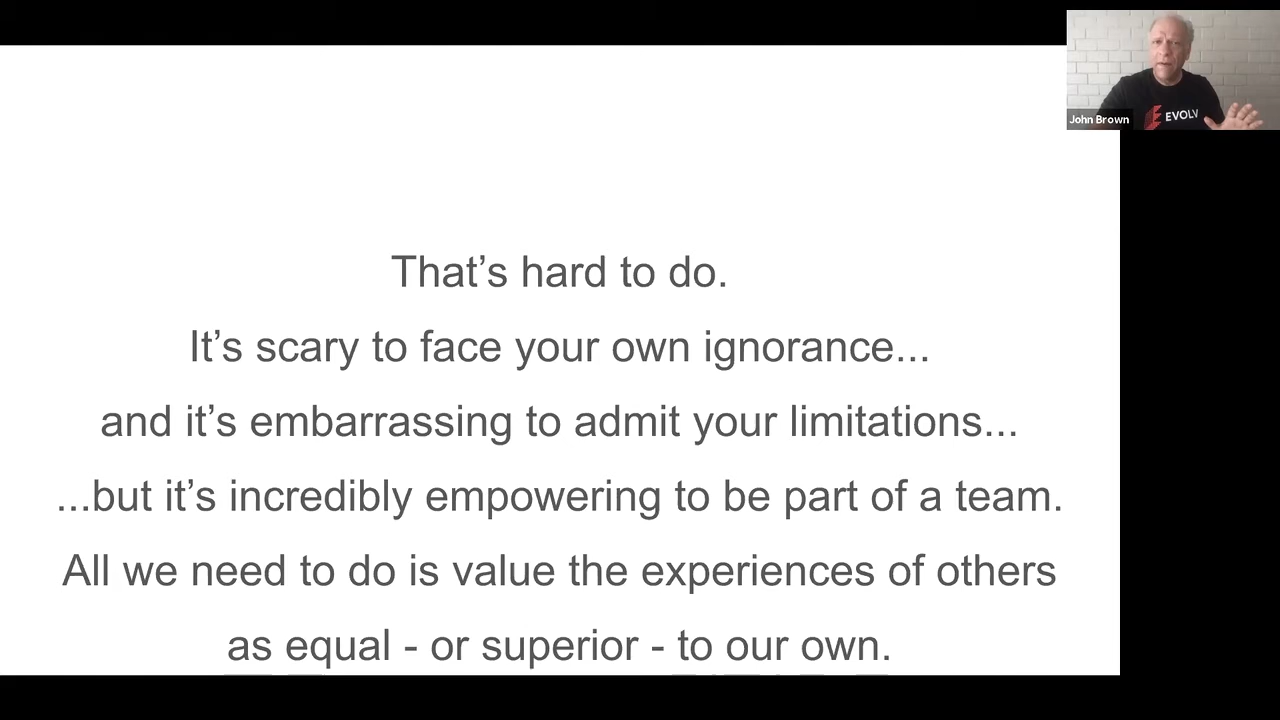 John Brown
EVOLV
That’s hard to do.
It’s scary to face your own ignorance...
and it’s embarrassing to admit your limitations...
...but it’s incredibly empowering to be part of a team.
All we need to do is value the experiences of others
as equal - or superior - to our own.